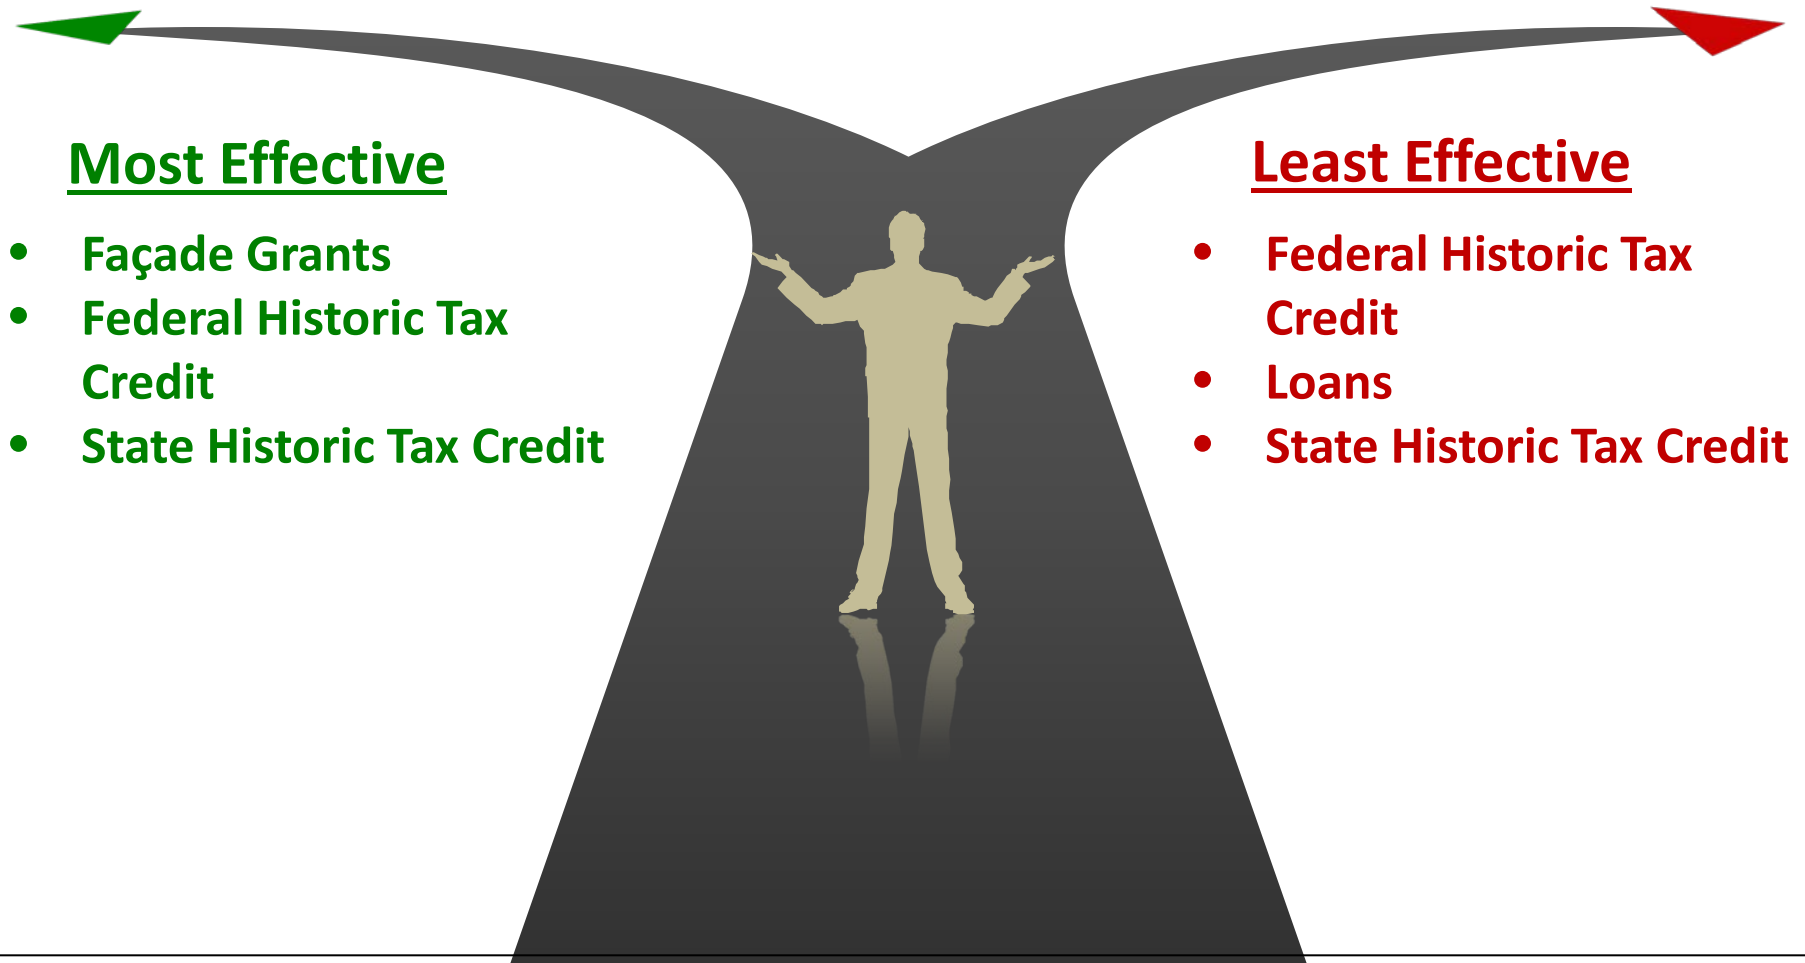 Most Effective
• Façade Grants
• Federal Historic Tax
Credit
• State Historic Tax Credit
Least Effective
• Federal Historic Tax
Credit
• Loans
• State Historic Tax Credit